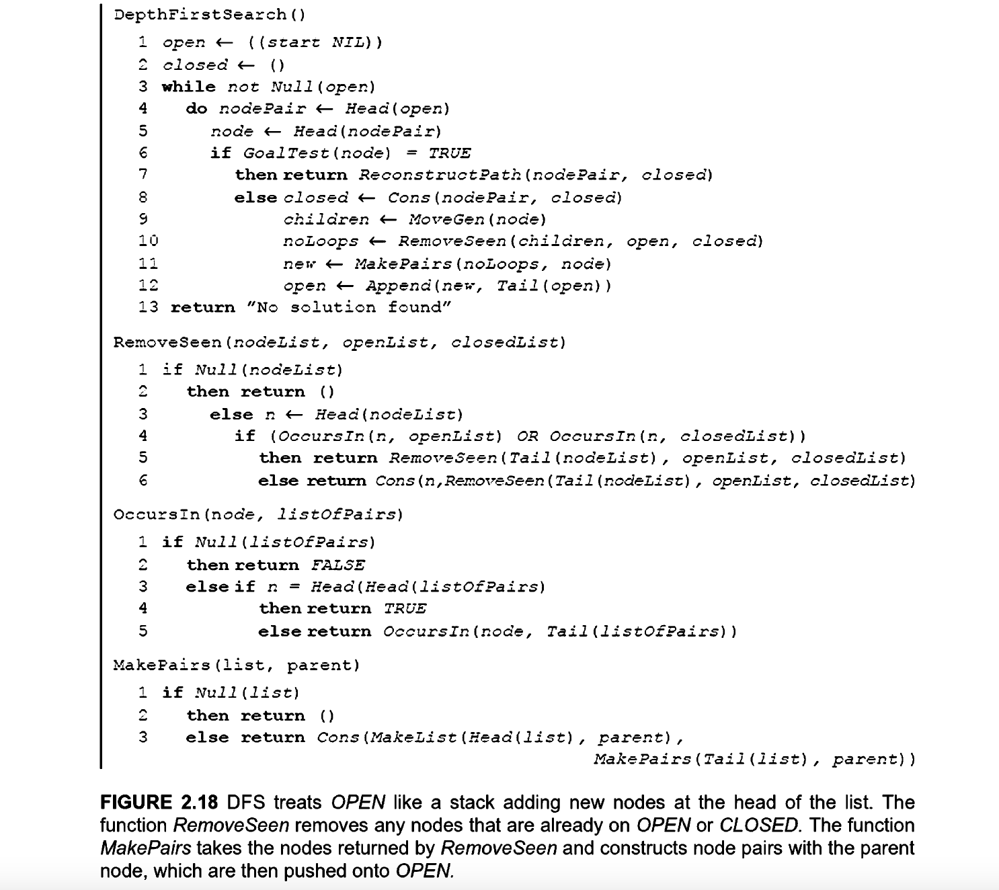 DepthFirstSearch()
1 open ← ((start NIL))
2 closed ← ()
3 while not Null(open)
4 do nodePair ← Head(open)
5 node ← Head(nodePair)
6 if GoalTest(node) = TRUE
7 then return ReconstructPath(nodePair, closed)
8 else closed ← Cons(nodePair, closed)
9 children ← MoveGen(node)
10 noLoops ← RemoveSeen(children, open, closed)
11 new ← MakePairs(noLoops, node)
12 open ← Append(new, Tail(open))
13 return "No solution found"
RemoveSeen(nodeList, openList, closedList)
1 if Null(nodeList)
2 then return ()
3 else n ← Head(nodeList)
4 if (OccursIn(n, openList) OR OccursIn(n, closedList))
5 then return RemoveSeen(Tail(nodeList), openList, closedList)
6 else return Cons(n,RemoveSeen(Tail(nodeList), openList, closedList)
OccursIn(node, listOfPairs)
1 if Null(listOfPairs)
2 then return FALSE
3 else if n = Head(Head(listOfPairs)
4 then return TRUE
5 else return OccursIn(node, Tail(listOfPairs))
MakePairs(list, parent)
1 if Null(list)
2 then return ()
3 else return Cons(MakeList(Head(list), parent),
MakePairs(Tail(list), parent))
FIGURE 2.18 DFS treats OPEN like a stack adding new nodes at the head of the list. The
function RemoveSeen removes any nodes that are already on OPEN or CLOSED. The function
MakePairs takes the nodes returned by RemoveSeen and constructs node pairs with the parent
node, which are then pushed onto OPEN.